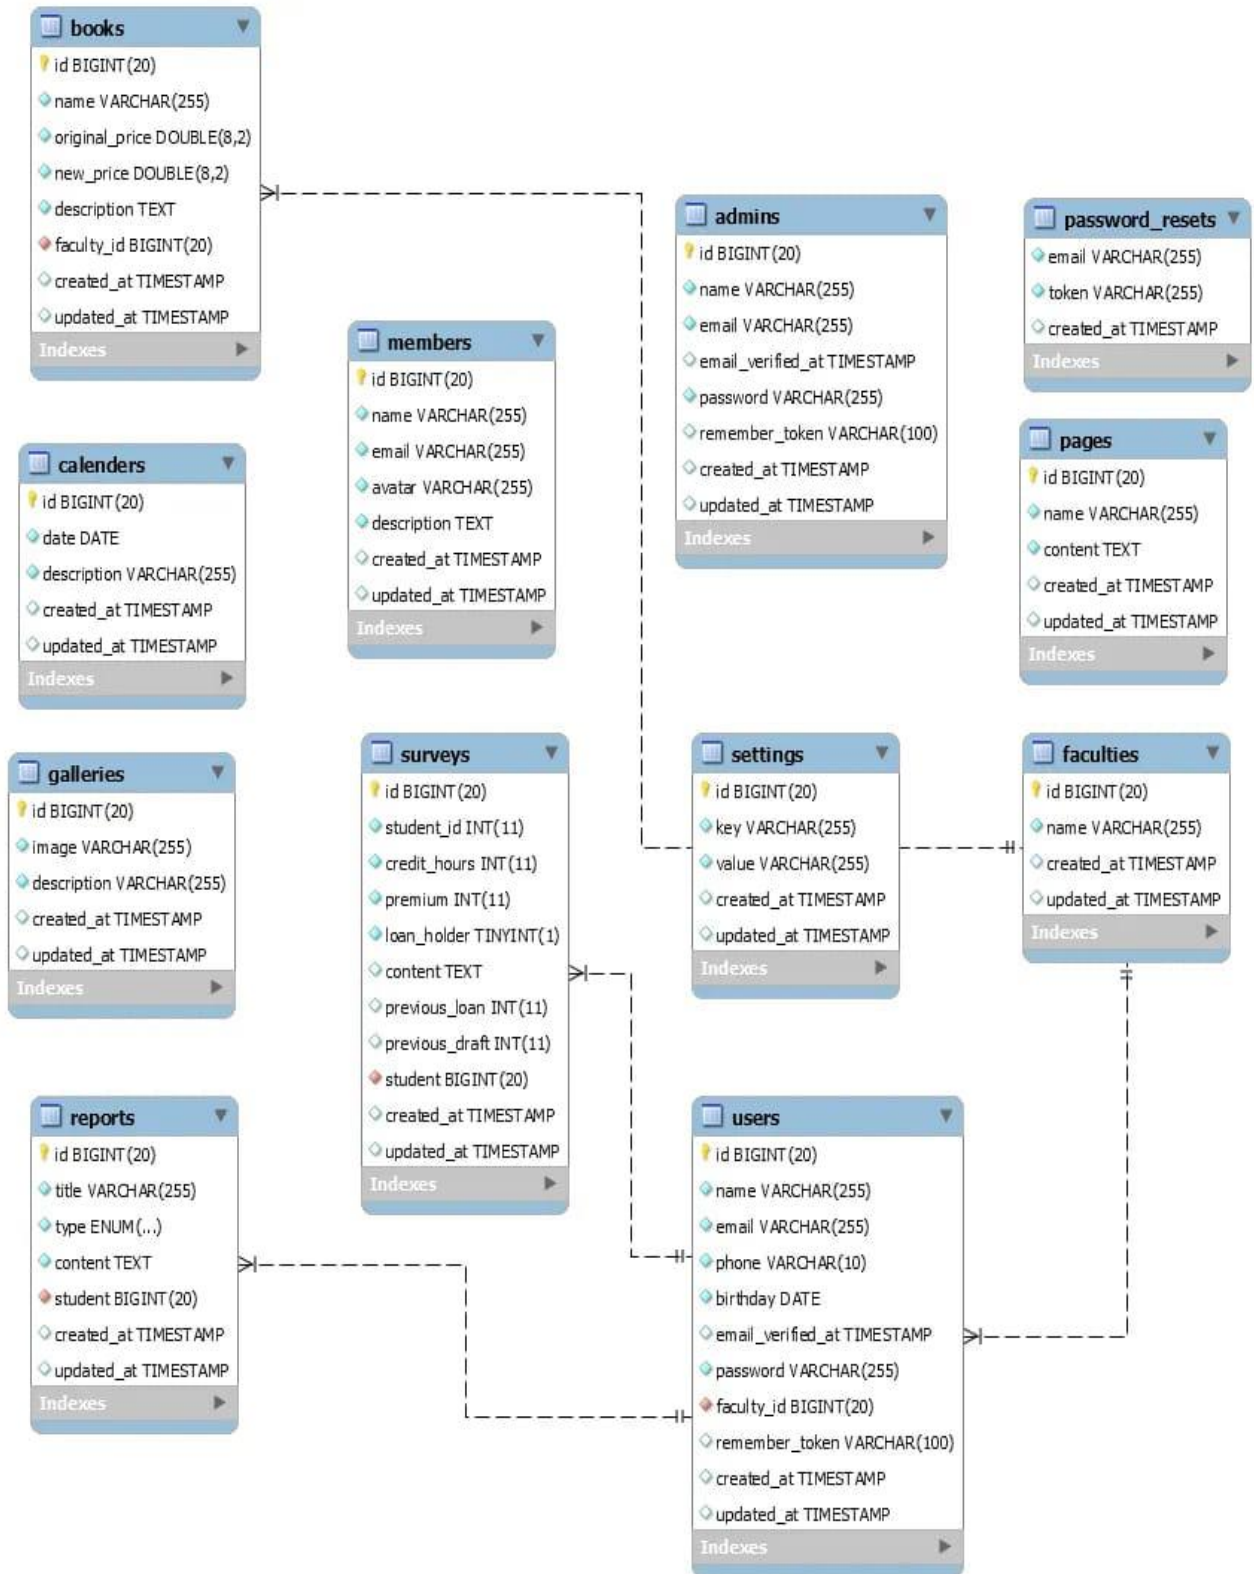 books
id BIGINT(20)
name VARCHAR(255)
original_price DOUBLE(8,2)
new_price DOUBLE(8,2)
description TEXT
faculty_id BIGINT(20)
created_at TIMESTAMP
updated_at TIMESTAMP
Indexes
members
id BIGINT(20)
name VARCHAR(255)
email VARCHAR(255)
avatar VARCHAR(255)
description TEXT
created_at TIMESTAMP
updated_at TIMESTAMP
Indexes
admins
id BIGINT(20)
name VARCHAR(255)
email VARCHAR(255)
email_verified_at TIMESTAMP
password VARCHAR(255)
remember_token VARCHAR(100)
created_at TIMESTAMP
updated_at TIMESTAMP
Indexes
password_resets
email VARCHAR(255)
token VARCHAR(255)
created_at TIMESTAMP
Indexes
pages
id BIGINT(20)
name VARCHAR(255)
content TEXT
created_at TIMESTAMP
updated_at TIMESTAMP
Indexes
calenders
id BIGINT(20)
date DATE
description VARCHAR(255)
created_at TIMESTAMP
updated_at TIMESTAMP
Indexes
galleries
id BIGINT(20)
image VARCHAR(255)
description VARCHAR(255)
created_at TIMESTAMP
updated_at TIMESTAMP
Indexes
surveys
id BIGINT(20)
student_id INT(11)
credit_hours INT(11)
premium INT(11)
loan_holder TINYINT(1)
content TEXT
previous_loan INT(11)
previous_draft INT(11)
student BIGINT(20)
created_at TIMESTAMP
updated_at TIMESTAMP
Indexes
settings
id BIGINT(20)
key VARCHAR(255)
value VARCHAR(255)
created_at TIMESTAMP
updated_at TIMESTAMP
Indexes
faculties
id BIGINT(20)
name VARCHAR(255)
created_at TIMESTAMP
updated_at TIMESTAMP
Indexes
reports
id BIGINT(20)
title VARCHAR(255)
type ENUM(...)
content TEXT
student BIGINT(20)
created_at TIMESTAMP
updated_at TIMESTAMP
Indexes
users
id BIGINT(20)
name VARCHAR(255)
email VARCHAR(255)
phone VARCHAR(10)
birthday DATE
email_verified_at TIMESTAMP
password VARCHAR(255)
faculty_id BIGINT(20)
remember_token VARCHAR(100)
created_at TIMESTAMP
updated_at TIMESTAMP
Indexes